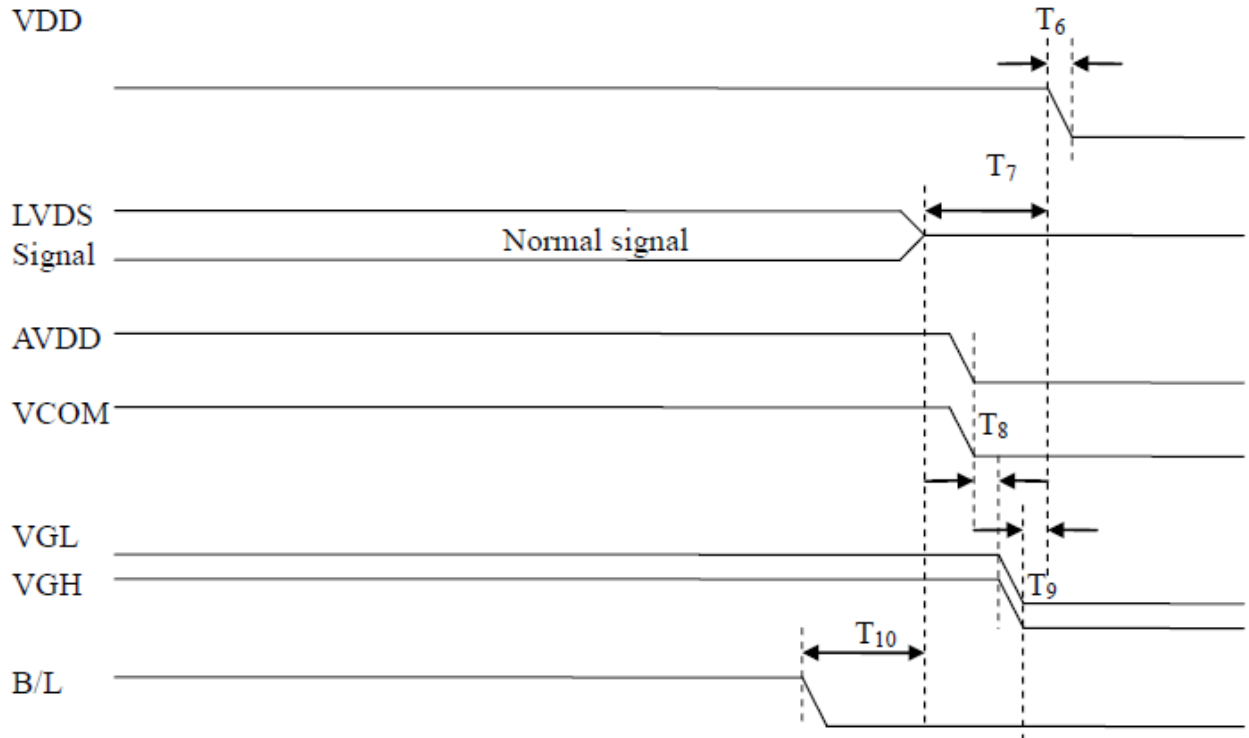 VDD
T6
T7
LVDS
Signal
Normal signal
AVDD
VCOM
T8
VGL
VGH
T9
T10
B/L